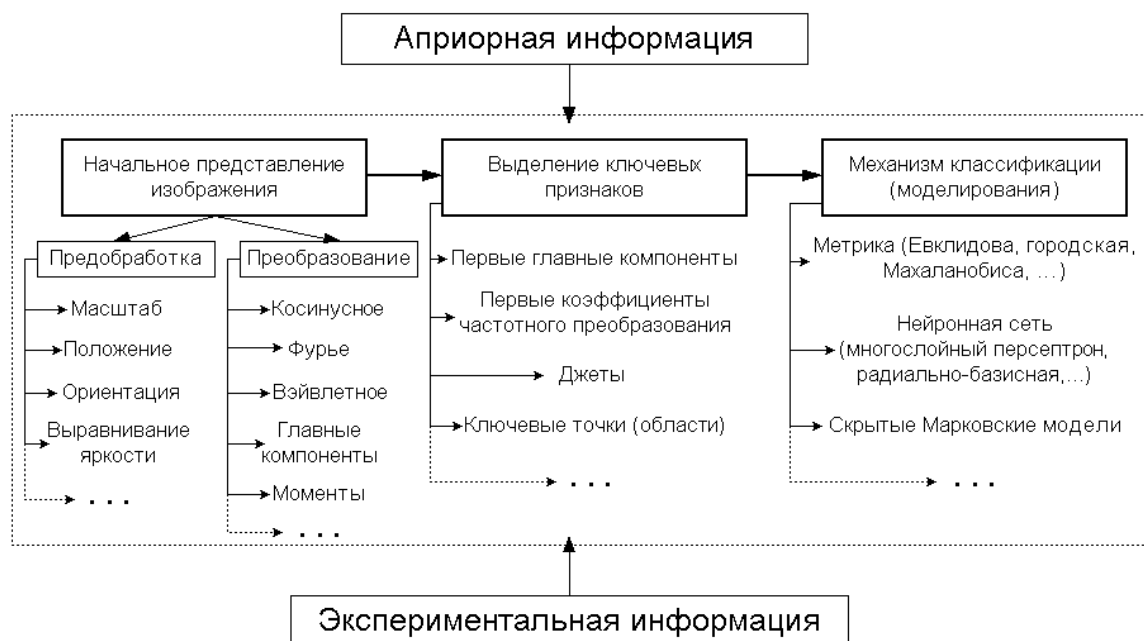 Априорная информация
Начальное представление
изображения
Предобработка
Масштаб
Положение
Ориентация
Выравнивание
яркости
. . .
Преобразование
Косинусное
Фурье
Вэйвлетное
Главные
компоненты
Моменты
. . .
Выделение ключевых
признаков
Первые главные компоненты
Первые коэффициенты
частотного преобразования
Джеты
Ключевые точки (области)
. . .
Механизм классификации
(моделирования)
Метрика (Евклидова, городская,
Махаланобиса, ...)
Нейронная сеть
(многослойный персептрон,
радиально-базисная,...)
Скрытые Марковские модели
. . .
Экспериментальная информация